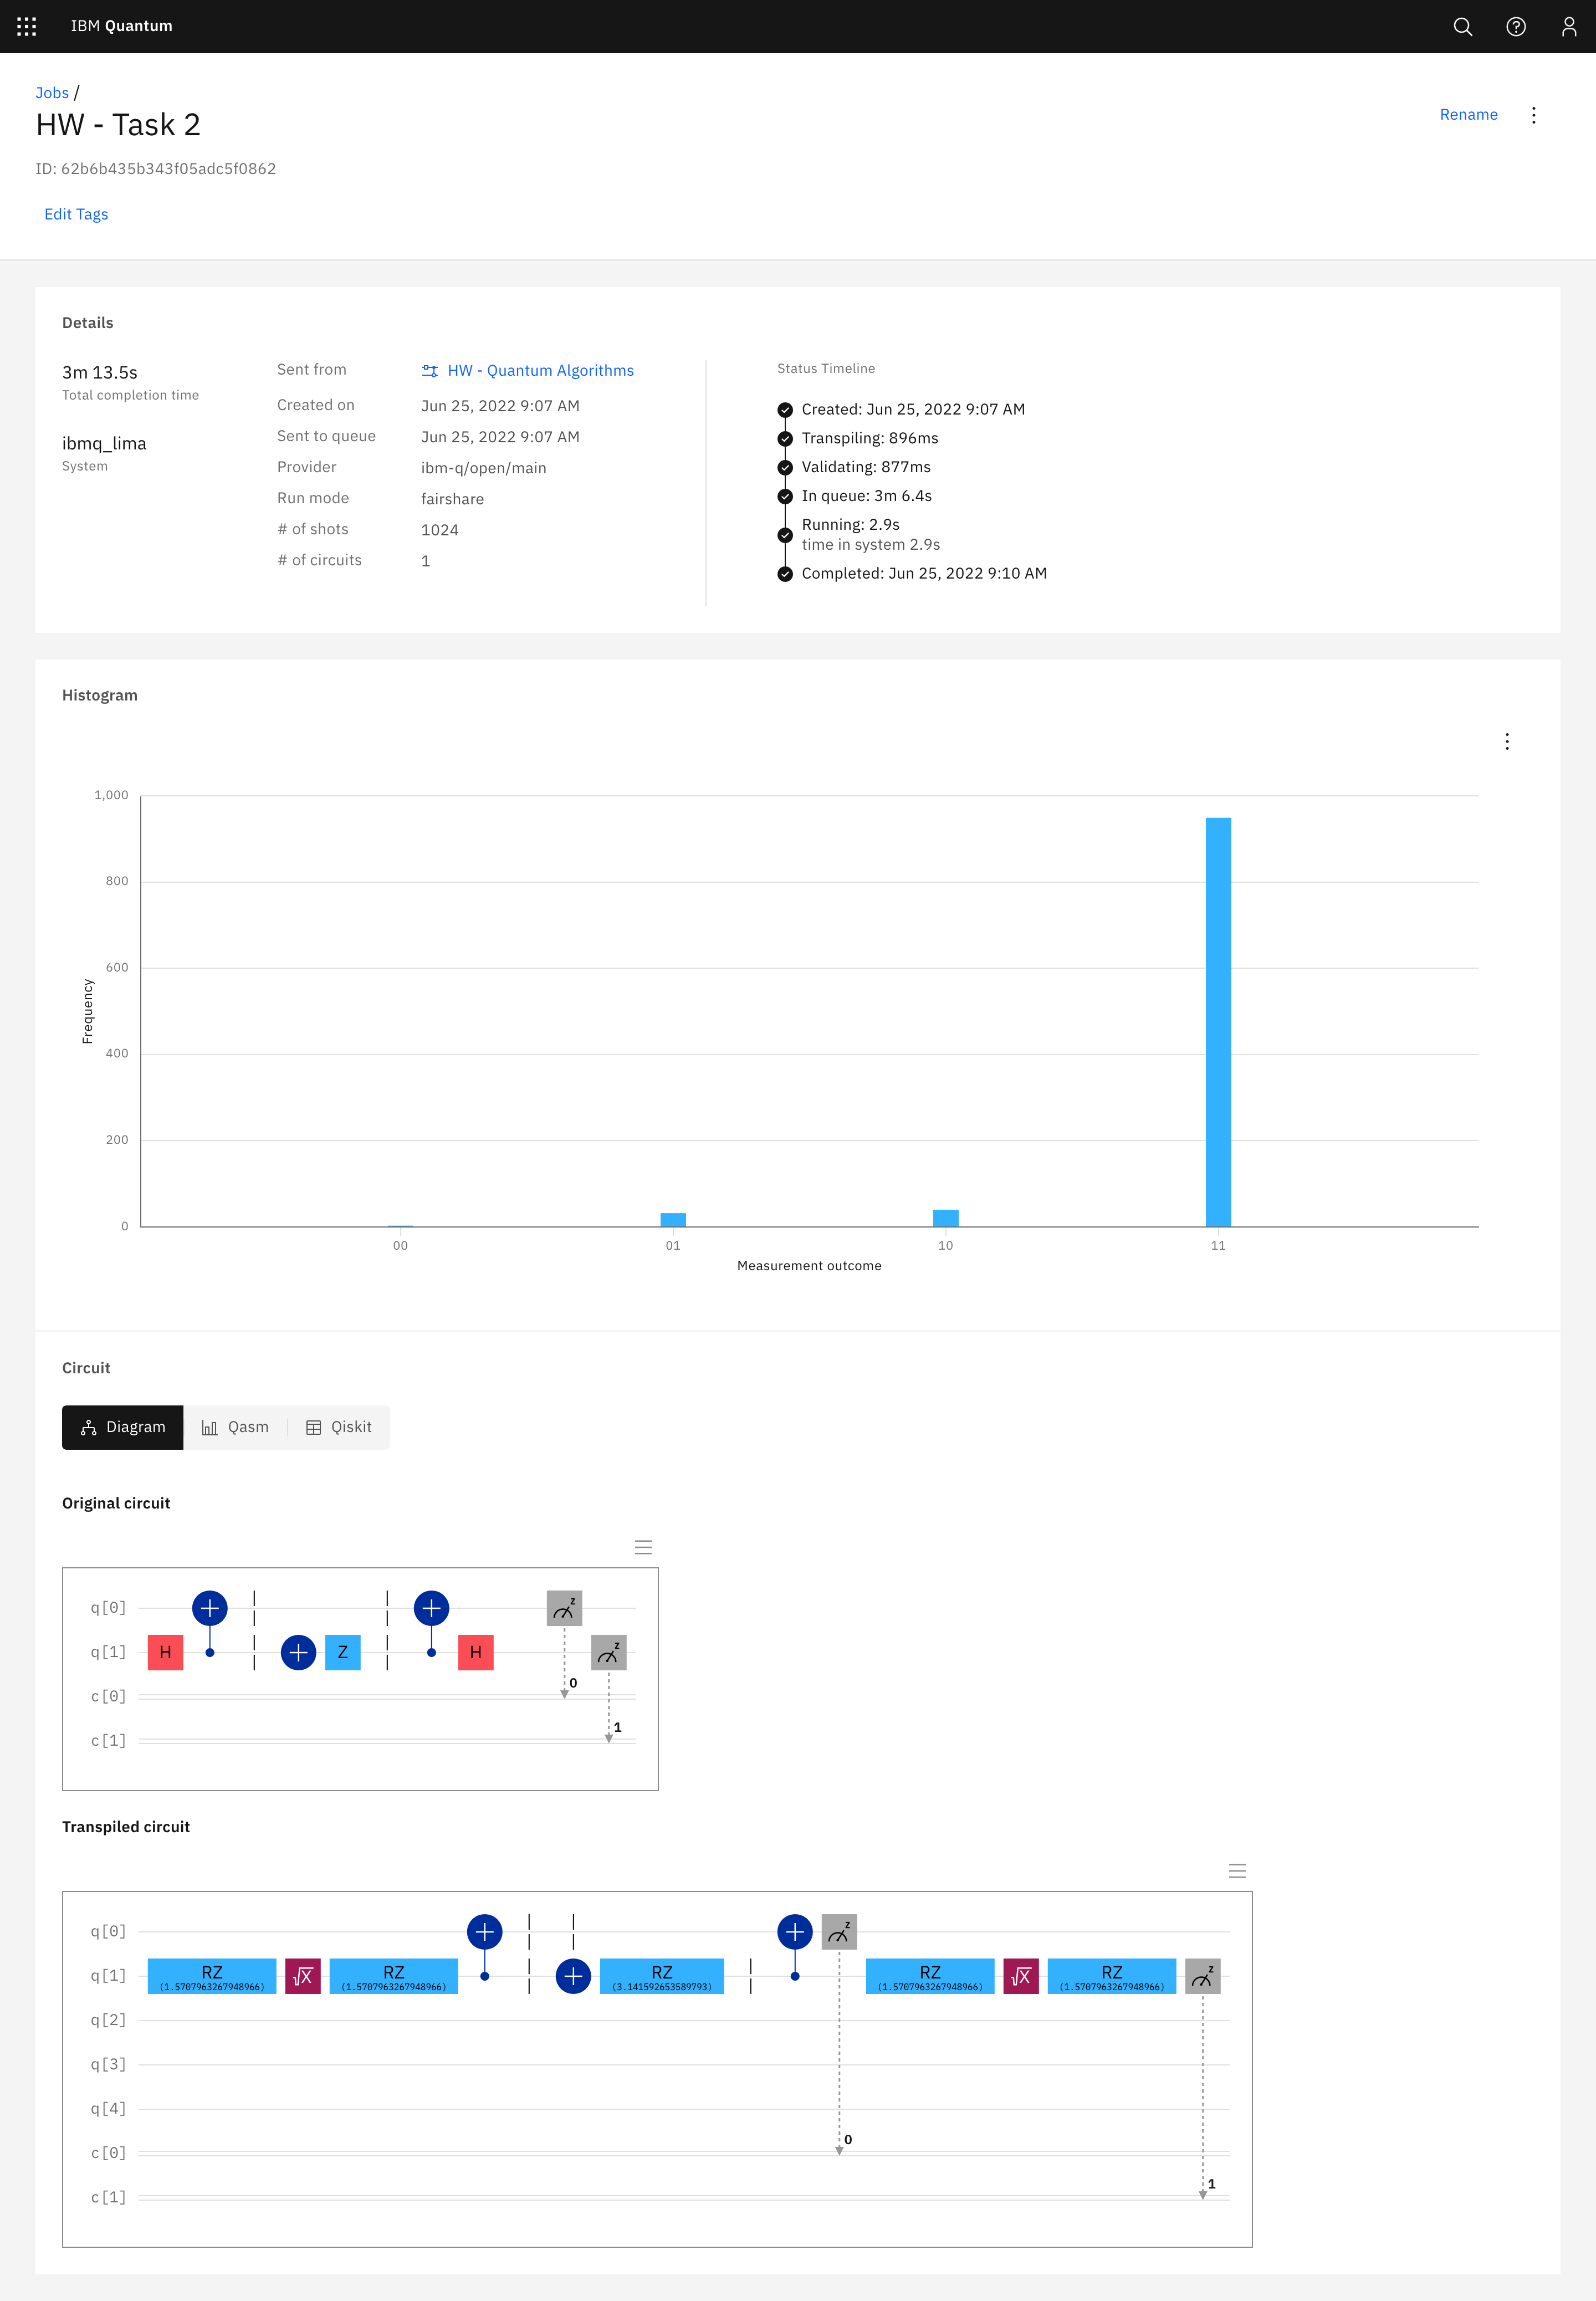 IBM Quantum
Jobs /
HW - Task 2
Rename
ID: 62b6b435b343f05adc5f0862
Edit Tags
Details
3m 13.5s
Total completion time
ibmq_lima
System
Sent from HW - Quantum Algorithms
Created on Jun 25, 2022 9:07 AM
Sent to queue Jun 25, 2022 9:07 AM
Provider ibm-q/open/main
Run mode fairshare
# of shots 1024
# of circuits 1
Status Timeline
Created: Jun 25, 2022 9:07 AM
Transpiling: 896ms
Validating: 877ms
In queue: 3m 6.4s
Running: 2.9s
time in system 2.9s
Completed: Jun 25, 2022 9:10 AM
Histogram
1,000
800
600
400
200
0
Frequency
00 01 10 11
Measurement outcome
Circuit
Diagram Qasm Qiskit
Original circuit
q[0] z
q[1] H Z H z
c[0] 0
c[1] 1
Transpiled circuit
q[0] z
q[1] RZ (1.5707963267948966) √X RZ (1.5707963267948966) RZ (3.141592653589793) RZ (1.5707963267948966) √X RZ (1.5707963267948966) z
q[2]
q[3]
q[4]
c[0] 0
c[1] 1